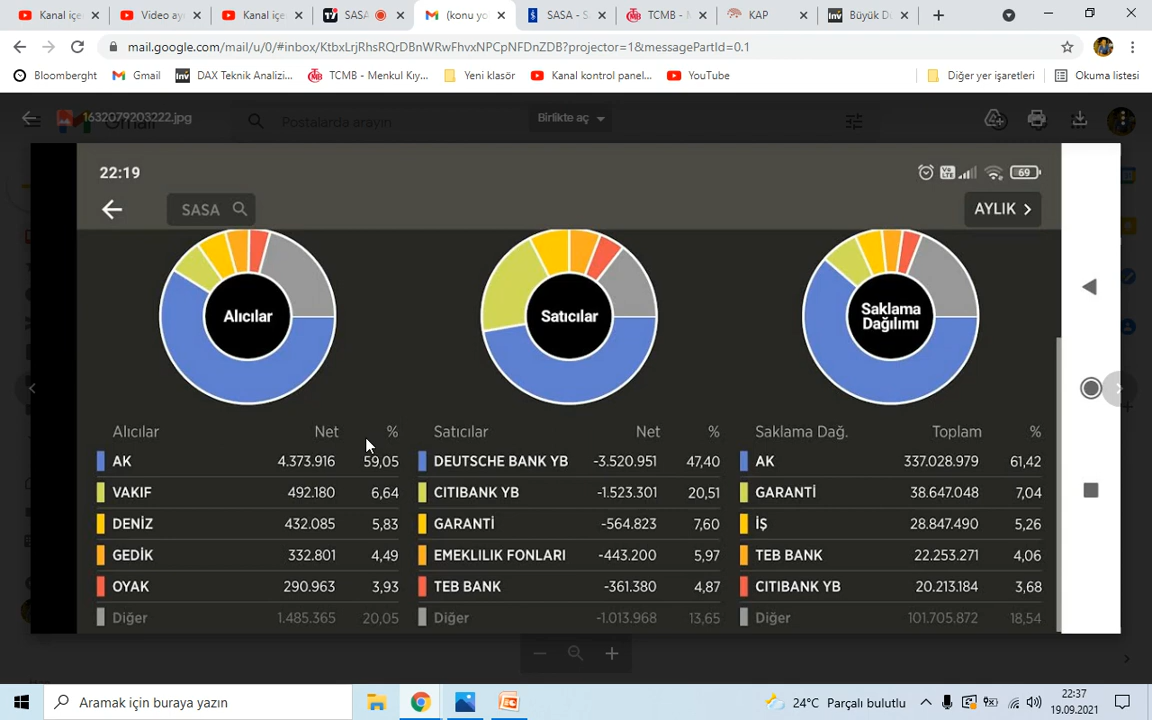 Kanal içe
Video ay
Kanal içe
SASA
(konu yo
SASA - S
TCMB - M
KAP
Büyük D
mail.google.com/mail/u/0/#inbox/KtbxLrjRhsRQrDBnWRwFhvxNPCpNFDnZDB?projector=1&messagePartId=0.1
Bloomberght
Gmail
DAX Teknik Analizi...
TCMB - Menkul Kıy...
Yeni klasör
Kanal kontrol panel...
YouTube
Diğer yer işaretleri
Okuma listesi
1632079203222.jpg
Postalarda arayın
Birlikte aç
22:19
69
SASA
AYLIK
Alıcılar
Satıcılar
Saklama
Dağılımı
Alıcılar Net %
AK 4.373.916 59,05
VAKIF 492.180 6,64
DENİZ 432.085 5,83
GEDİK 332.801 4,49
OYAK 290.963 3,93
Diğer 1.485.365 20,05
Satıcılar Net %
DEUTSCHE BANK YB -3.520.951 47,40
CITIBANK YB -1.523.301 20,51
GARANTİ -564.823 7,60
EMEKLILIK FONLARI -443.200 5,97
TEB BANK -361.380 4,87
Diğer -1.013.968 13,65
Saklama Dağ. Toplam %
AK 337.028.979 61,42
GARANTİ 38.647.048 7,04
İŞ 28.847.490 5,26
TEB BANK 22.253.271 4,06
CITIBANK YB 20.213.184 3,68
Diğer 101.705.872 18,54
Aramak için buraya yazın
24°C Parçalı bulutlu
22:37
19.09.2021